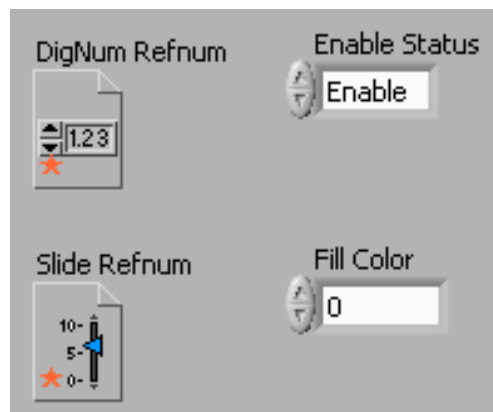 DigNum Refnum
Enable Status
Enable
1.23
Slide Refnum
Fill Color
0
10-
5-
0-